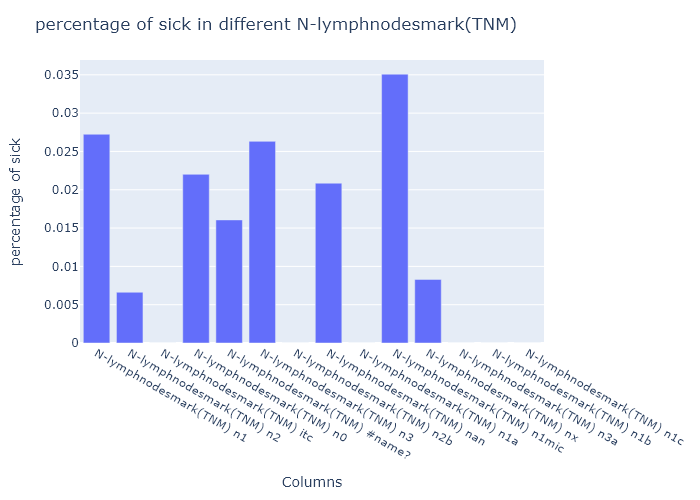 percentage of sick in different N-lymphnodesmark(TNM)
percentage of sick
0.035
0.03
0.025
0.02
0.015
0.01
0.005
0
N-lymphnodesmark(TNM) n1
N-lymphnodesmark(TNM) n2
N-lymphnodesmark(TNM) itc
N-lymphnodesmark(TNM) n0
N-lymphnodesmark(TNM) #name?
N-lymphnodesmark(TNM) n3
N-lymphnodesmark(TNM) n2b
N-lymphnodesmark(TNM) nan
N-lymphnodesmark(TNM) n1a
N-lymphnodesmark(TNM) n1mic
N-lymphnodesmark(TNM) nx
N-lymphnodesmark(TNM) n3a
N-lymphnodesmark(TNM) n1b
N-lymphnodesmark(TNM) n1c
Columns